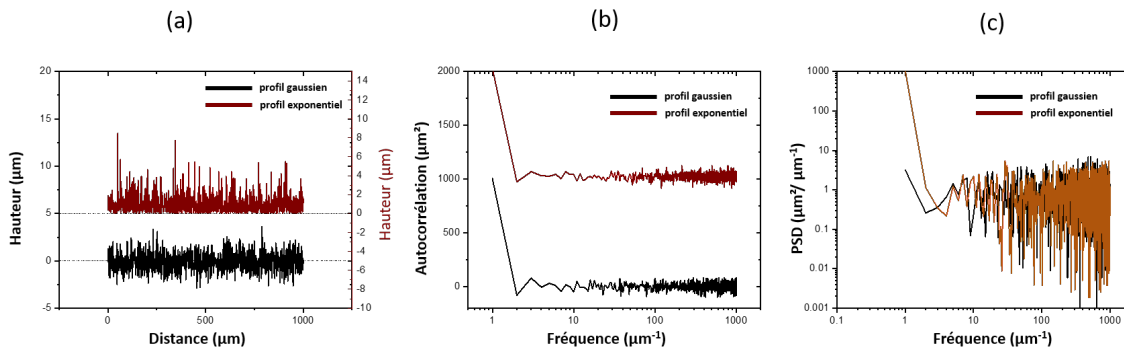 (a)
Hauteur (µm)
20
15
10
5
0
-5
0
500
1000
Distance (µm)
14
12
10
8
6
4
2
0
-2
-4
-6
-8
-10
Hauteur (µm)
profil gaussien
profil exponentiel
(b)
Autocorrélation (µm²)
2000
1500
1000
500
0
1
10
100
1000
Fréquence (µm⁻¹)
profil gaussien
profil exponentiel
(c)
PSD (µm²/ µm⁻¹)
1000
100
10
1
0.1
0.01
0.001
0.1
1
10
100
1000
Fréquence (µm⁻¹)
profil gaussien
profil exponentiel